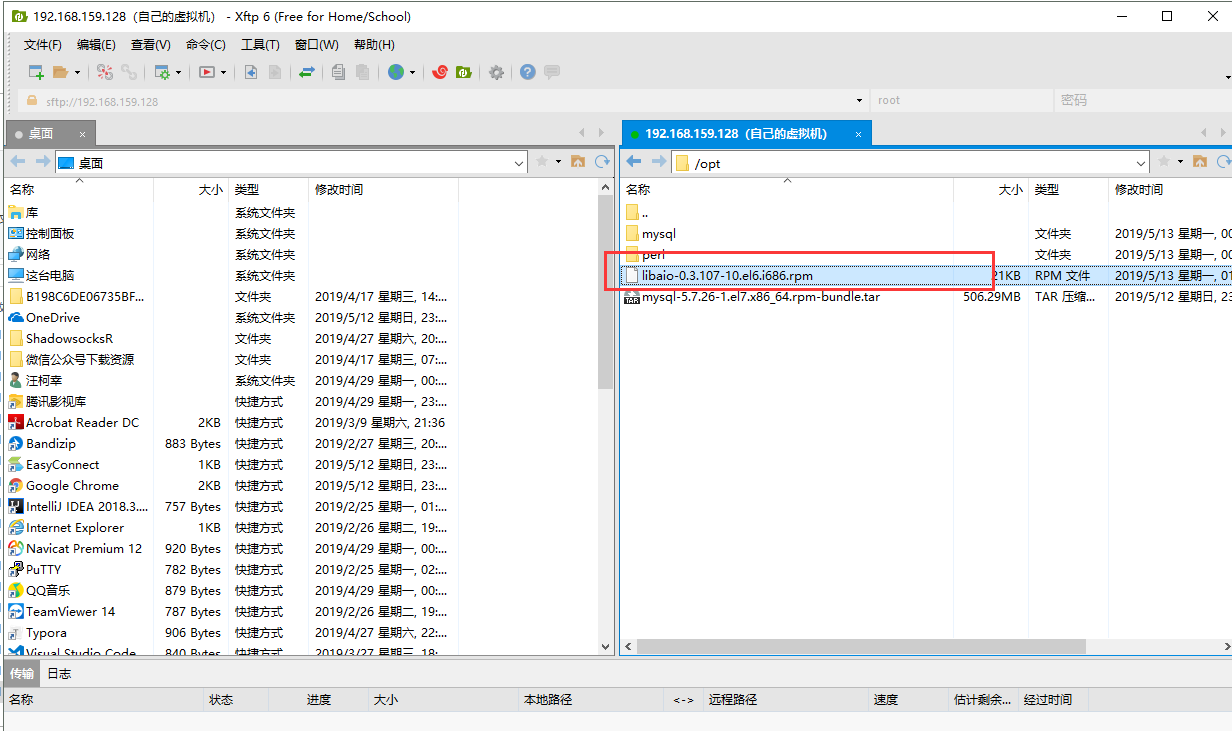 192.168.159.128（自己的虚拟机） - Xftp 6 (Free for Home/School)
文件(F) 编辑(E) 查看(V) 命令(C) 工具(T) 窗口(W) 帮助(H)
sftp://192.168.159.128 root 密码
桌面 ×
桌面
名称 大小 类型 修改时间
库 系统文件夹
控制面板 系统文件夹
网络 系统文件夹
这台电脑 系统文件夹
B198C6DE06735BF... 文件夹 2019/4/17 星期三, 14:...
OneDrive 系统文件夹 2019/5/12 星期日, 23:...
ShadowsocksR 文件夹 2019/4/27 星期六, 20:...
微信公众号下载资源 文件夹 2019/4/17 星期三, 07:...
汪柯幸 系统文件夹 2019/4/29 星期一, 00:...
腾讯影视库 快捷方式 2019/4/29 星期一, 23:...
Acrobat Reader DC 2KB 快捷方式 2019/3/9 星期六, 21:36
Bandizip 883 Bytes 快捷方式 2019/2/27 星期三, 20:...
EasyConnect 1KB 快捷方式 2019/5/12 星期日, 23:...
Google Chrome 2KB 快捷方式 2019/5/12 星期日, 23:...
IntelliJ IDEA 2018.3.... 757 Bytes 快捷方式 2019/2/25 星期一, 01:...
Internet Explorer 1KB 快捷方式 2019/2/26 星期二, 19:...
Navicat Premium 12 920 Bytes 快捷方式 2019/4/29 星期一, 00:...
PuTTY 782 Bytes 快捷方式 2019/2/25 星期一, 02:...
QQ音乐 879 Bytes 快捷方式 2019/4/29 星期一, 00:...
TeamViewer 14 787 Bytes 快捷方式 2019/2/26 星期二, 19:...
Typora 906 Bytes 快捷方式 2019/4/27 星期六, 22:...
Visual Studio Code 840 Bytes 快捷方式 2019/3/27 星期三, 18:...
192.168.159.128（自己的虚拟机） ×
/opt
名称 大小 类型 修改时间
..
mysql 文件夹 2019/5/13 星期一, 00
perl 文件夹 2019/5/13 星期一, 00
libaio-0.3.107-10.el6.i686.rpm 21KB RPM 文件 2019/5/13 星期一, 01
TAR mysql-5.7.26-1.el7.x86_64.rpm-bundle.tar 506.29MB TAR 压缩... 2019/5/12 星期日, 23
传输 日志
名称 状态 进度 大小 本地路径 <-> 远程路径 速度 估计剩余... 经过时间